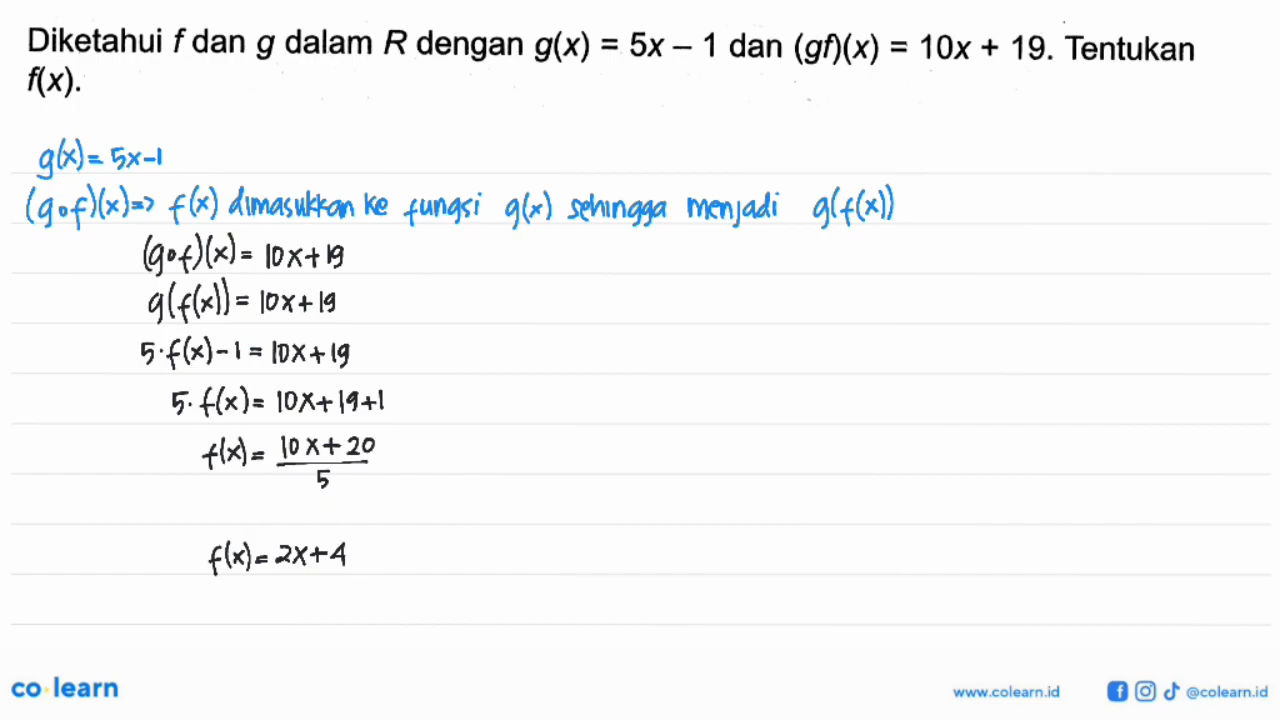 Diketahui f dan g dalam R dengan g(x) = 5x – 1 dan (gf)(x) = 10x + 19. Tentukan
f(x).
g(x) = 5x-1
(g∘f)(x) => f(x) dimasukkan ke fungsi g(x) sehingga menjadi g(f(x))
(g∘f)(x) = 10x+19
g(f(x)) = 10x+19
5·f(x)-1 = 10x+19
5·f(x) = 10x+19+1
f(x) = 10x+20
5
f(x) = 2x+4
co·learn
www.colearn.id @colearn.id